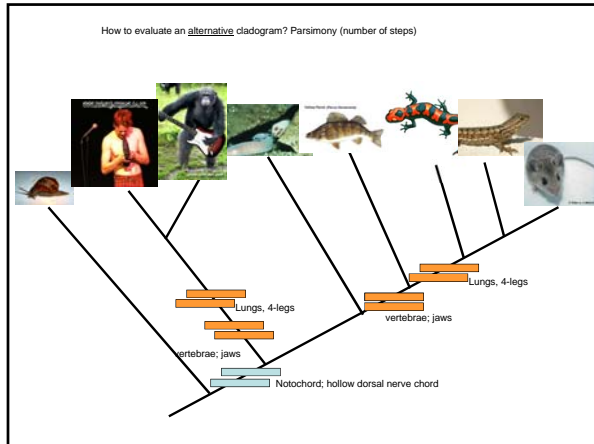 How to evaluate an alternative cladogram? Parsimony (number of steps)
Lungs, 4-legs
Lungs, 4-legs
vertebrae; jaws
vertebrae; jaws
Notochord; hollow dorsal nerve chord